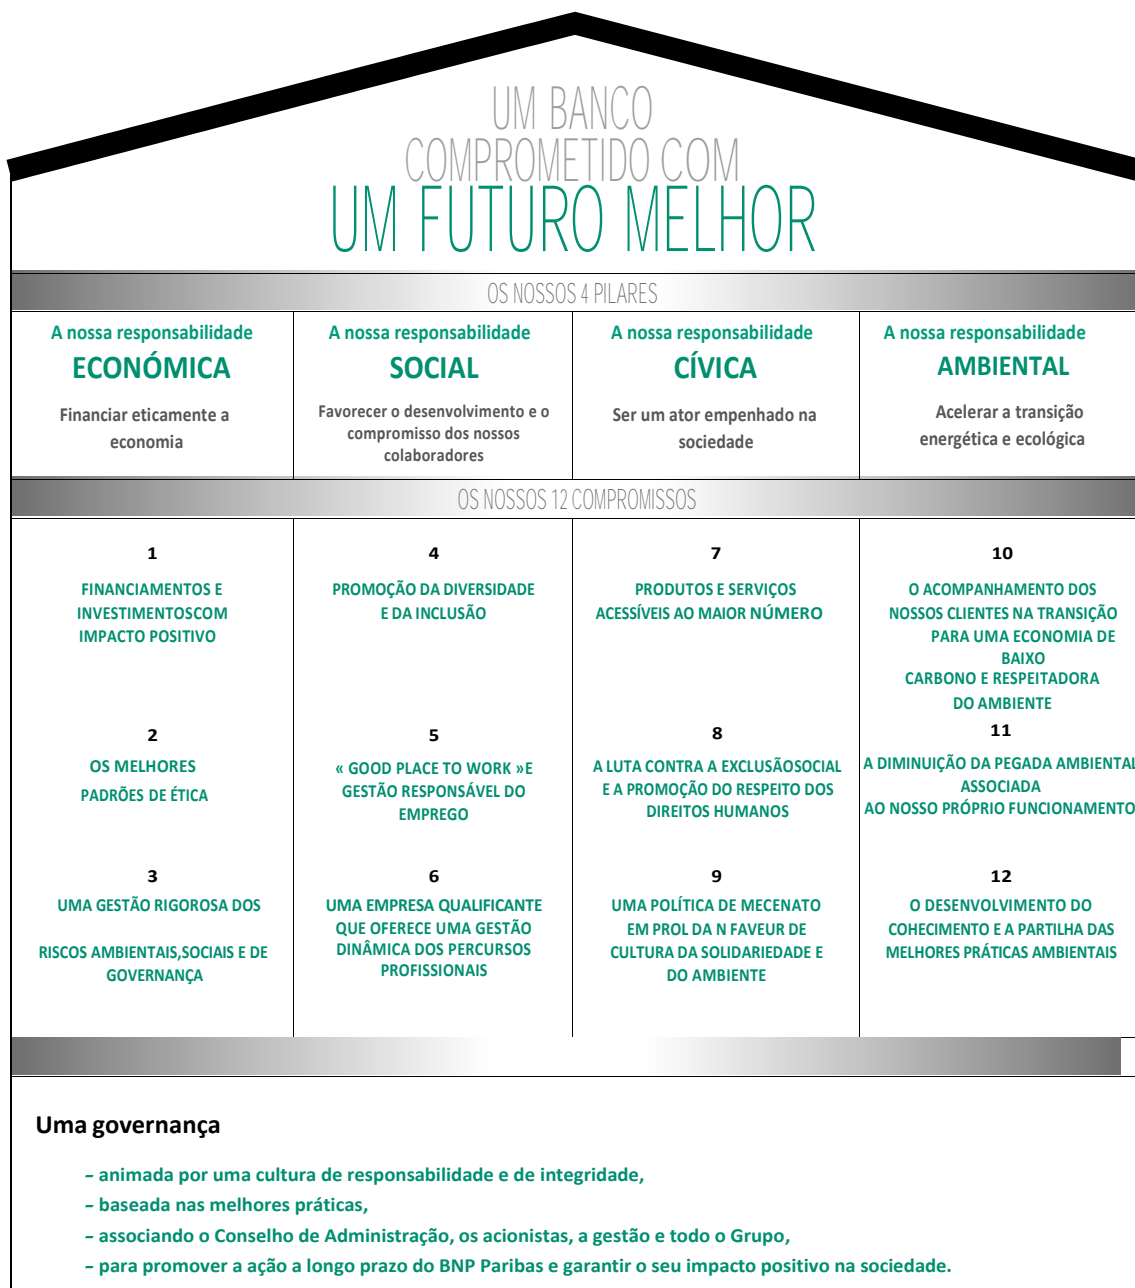 UM BANCO
COMPROMETIDO COM
UM FUTURO MELHOR
OS NOSSOS 4 PILARES
A nossa responsabilidade
ECONÓMICA
Financiar eticamente a
economia
A nossa responsabilidade
SOCIAL
Favorecer o desenvolvimento e o
compromisso dos nossos
colaboradores
A nossa responsabilidade
CÍVICA
Ser um ator empenhado na
sociedade
A nossa responsabilidade
AMBIENTAL
Acelerar a transição
energética e ecológica
OS NOSSOS 12 COMPROMISSOS
1
FINANCIAMENTOS E
INVESTIMENTOSCOM
IMPACTO POSITIVO
2
OS MELHORES
PADRÕES DE ÉTICA
3
UMA GESTÃO RIGOROSA DOS
RISCOS AMBIENTAIS,SOCIAIS E DE
GOVERNANÇA
4
PROMOÇÃO DA DIVERSIDADE
E DA INCLUSÃO
5
« GOOD PLACE TO WORK »E
GESTÃO RESPONSÁVEL DO
EMPREGO
6
UMA EMPRESA QUALIFICANTE
QUE OFERECE UMA GESTÃO
DINÂMICA DOS PERCURSOS
PROFISSIONAIS
7
PRODUTOS E SERVIÇOS
ACESSÍVEIS AO MAIOR NÚMERO
8
A LUTA CONTRA A EXCLUSÃOSOCIAL
E A PROMOÇÃO DO RESPEITO DOS
DIREITOS HUMANOS
9
UMA POLÍTICA DE MECENATO
EM PROL DA N FAVEUR DE
CULTURA DA SOLIDARIEDADE E
DO AMBIENTE
10
O ACOMPANHAMENTO DOS
NOSSOS CLIENTES NA TRANSIÇÃO
PARA UMA ECONOMIA DE
BAIXO
CARBONO E RESPEITADORA
DO AMBIENTE
11
A DIMINUIÇÃO DA PEGADA AMBIENTAL
ASSOCIADA
AO NOSSO PRÓPRIO FUNCIONAMENTO
12
O DESENVOLVIMENTO DO
COHECIMENTO E A PARTILHA DAS
MELHORES PRÁTICAS AMBIENTAIS
Uma governança
– animada por uma cultura de responsabilidade e de integridade,
– baseada nas melhores práticas,
– associando o Conselho de Administração, os acionistas, a gestão e todo o Grupo,
– para promover a ação a longo prazo do BNP Paribas e garantir o seu impacto positivo na sociedade.